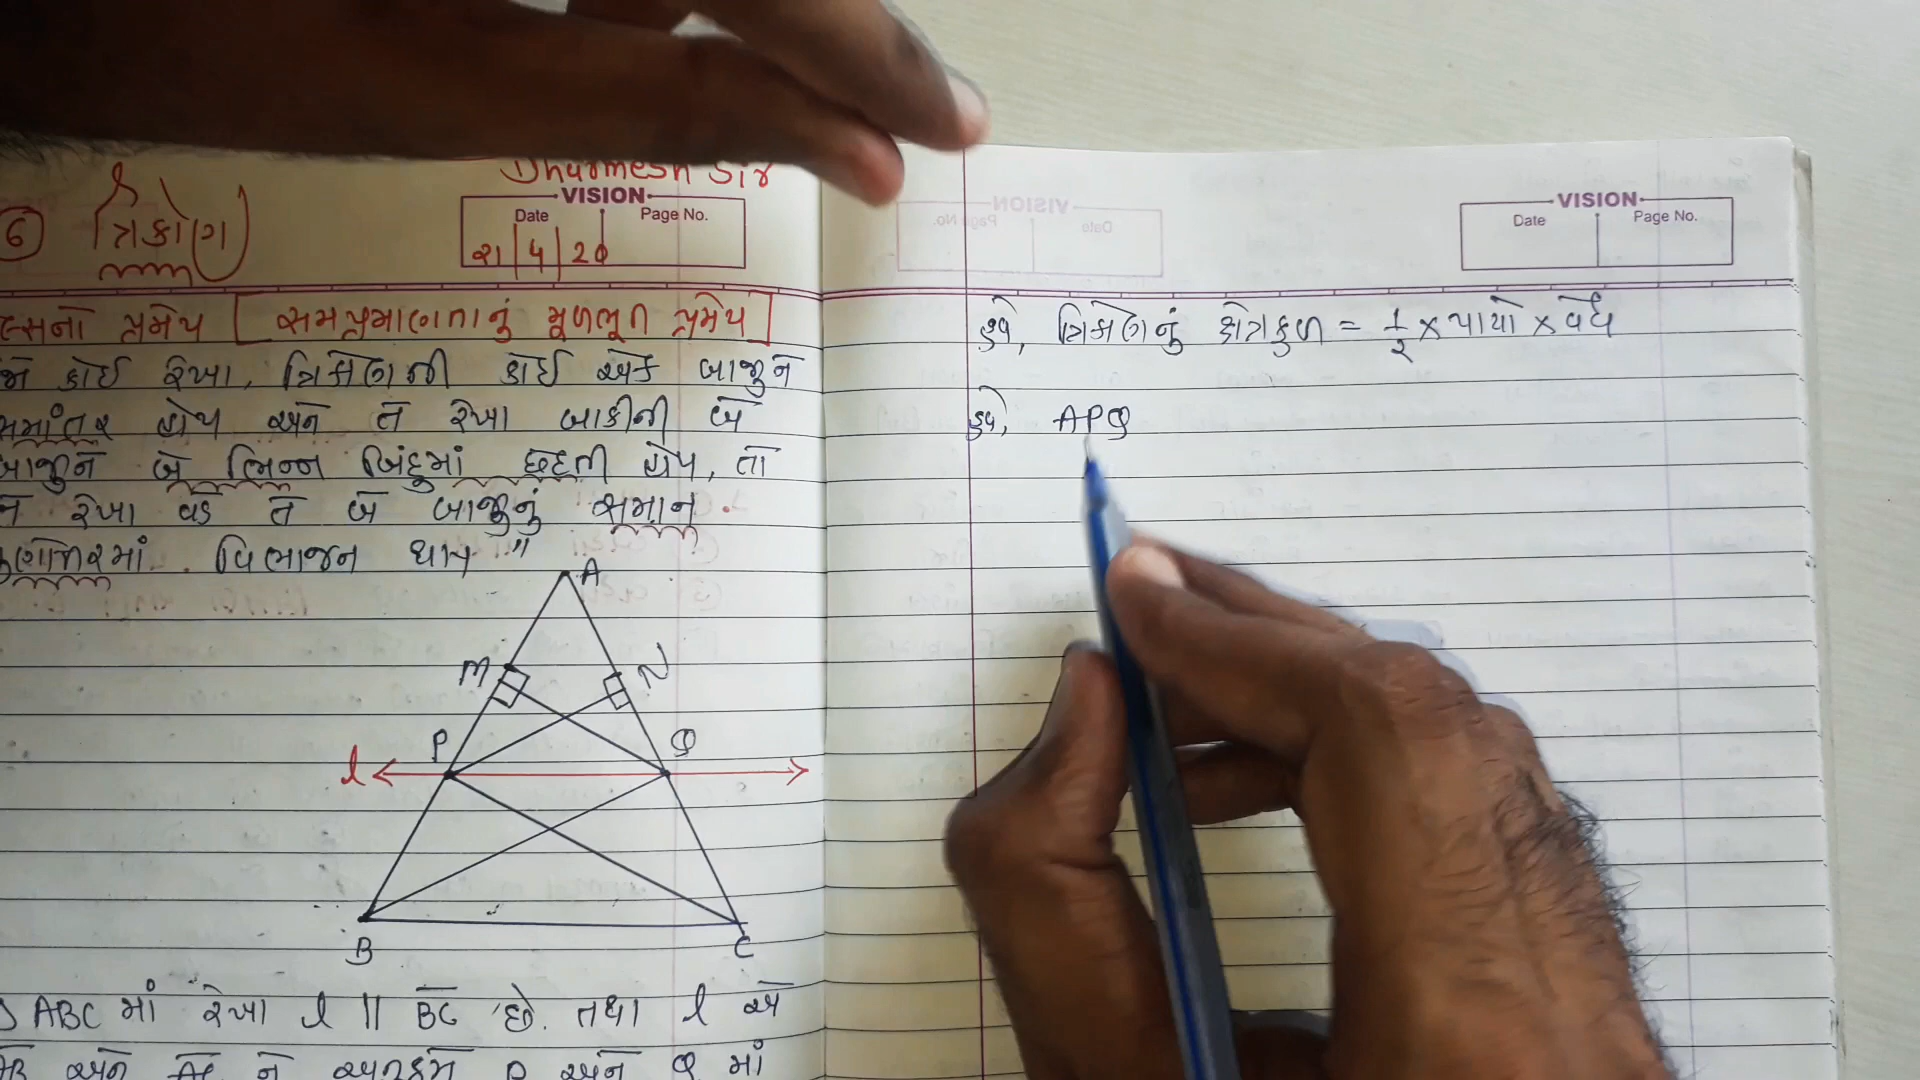 Dharmesh Sir
VISION
Date Page No.
૨૧ | 4 | 20
6 ત્રિકોણ
પ્રમેય [સમપ્રમાણતાનું મૂળભૂત પ્રમેય]
કોઈ રેખા, ત્રિકોણની કોઈ એક બાજુને
સમાંતર હોય અને તે રેખા બાકીની બે
બાજુને બે ભિન્ન બિંદુમાં છેદતી હોય, તો
તે રેખા વડે તે બે બાજુનું સમાન
ગુણોત્તરમાં વિભાજન થાય "
A
M N
P Q
l
B C
ABC માં રેખા l || BC છે. તથા l એ
AB અને AC ને અનુક્રમે P અને Q માં
VISION
Date Page No.
હવે, ત્રિકોણનું ક્ષેત્રફળ = 1/2 × પાયો × વેધ
હવે, APQ